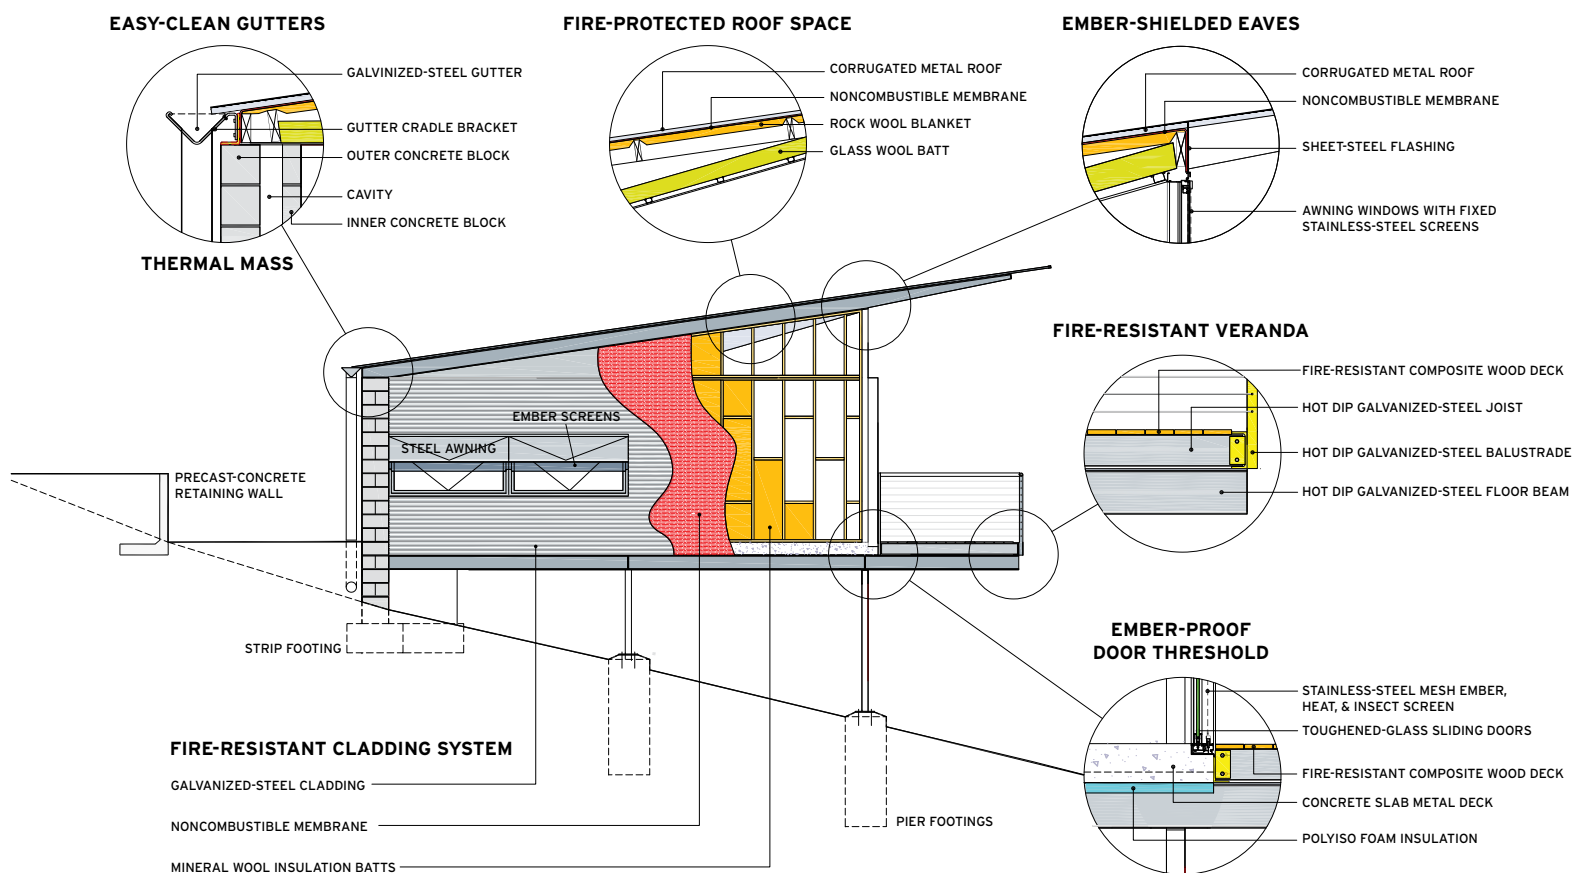 EASY-CLEAN GUTTERS
GALVINIZED-STEEL GUTTER
GUTTER CRADLE BRACKET
OUTER CONCRETE BLOCK
CAVITY
INNER CONCRETE BLOCK
THERMAL MASS
FIRE-PROTECTED ROOF SPACE
CORRUGATED METAL ROOF
NONCOMBUSTIBLE MEMBRANE
ROCK WOOL BLANKET
GLASS WOOL BATT
EMBER-SHIELDED EAVES
CORRUGATED METAL ROOF
NONCOMBUSTIBLE MEMBRANE
SHEET-STEEL FLASHING
AWNING WINDOWS WITH FIXED
STAINLESS-STEEL SCREENS
FIRE-RESISTANT VERANDA
FIRE-RESISTANT COMPOSITE WOOD DECK
HOT DIP GALVANIZED-STEEL JOIST
HOT DIP GALVANIZED-STEEL BALUSTRADE
HOT DIP GALVANIZED-STEEL FLOOR BEAM
EMBER SCREENS
STEEL AWNING
PRECAST-CONCRETE
RETAINING WALL
STRIP FOOTING
PIER FOOTINGS
FIRE-RESISTANT CLADDING SYSTEM
GALVANIZED-STEEL CLADDING
NONCOMBUSTIBLE MEMBRANE
MINERAL WOOL INSULATION BATTS
EMBER-PROOF
DOOR THRESHOLD
STAINLESS-STEEL MESH EMBER,
HEAT, & INSECT SCREEN
TOUGHENED-GLASS SLIDING DOORS
FIRE-RESISTANT COMPOSITE WOOD DECK
CONCRETE SLAB METAL DECK
POLYISO FOAM INSULATION